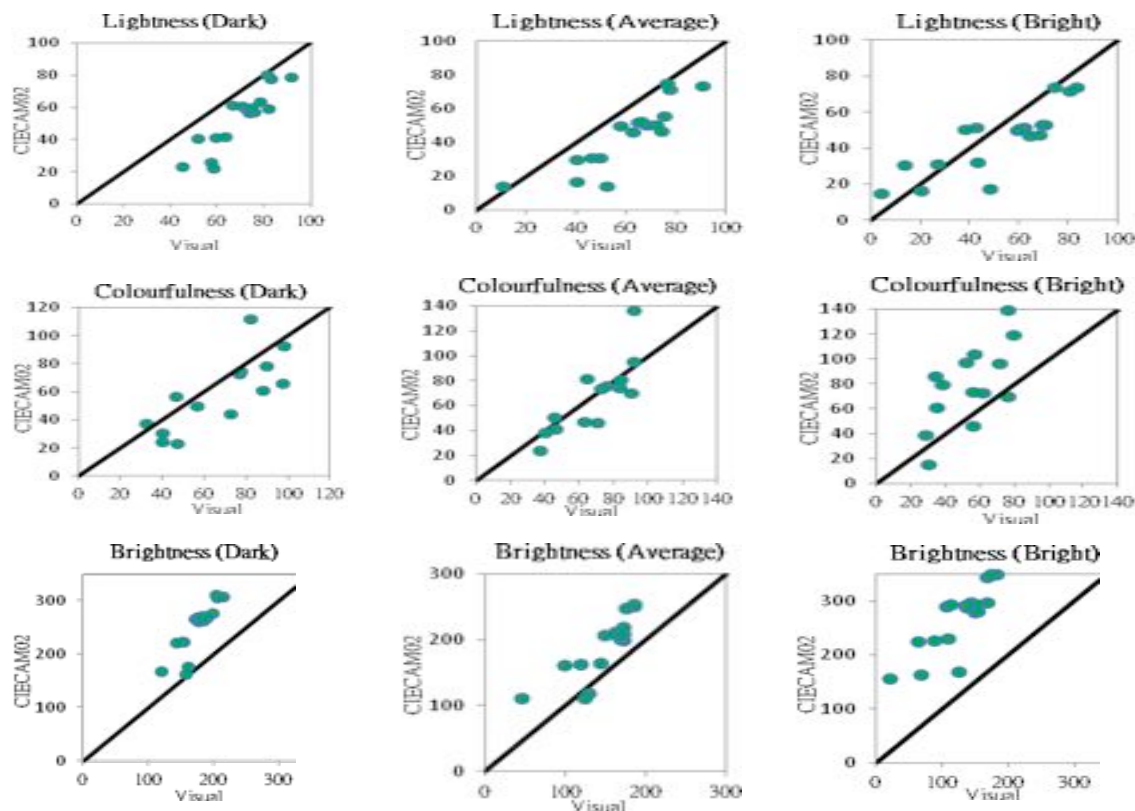 Lightness (Dark)
100
80
60
40
20
0
CIECAM02
0 20 40 60 80 100
Visual
Lightness (Average)
100
80
60
40
20
0
CIECAM02
0 20 40 60 80 100
Visual
Lightness (Bright)
100
80
60
40
20
0
CIECAM02
0 20 40 60 80 100
Visual
Colourfulness (Dark)
120
100
80
60
40
20
0
CIECAM02
0 20 40 60 80 100 120
Visual
Colourfulness (Average)
140
120
100
80
60
40
20
0
CIECAM02
0 20 40 60 80 100 120 140
Visual
Colourfulness (Bright)
140
120
100
80
60
40
20
0
CIECAM02
0 20 40 60 80 100 120 140
Visual
Brightness (Dark)
300
200
100
0
CIECAM02
0 100 200 300
Visual
Brightness (Average)
300
200
100
0
CIECAM02
0 100 200 300
Visual
Brightness (Bright)
300
200
100
0
CIECAM02
0 100 200 300
Visual